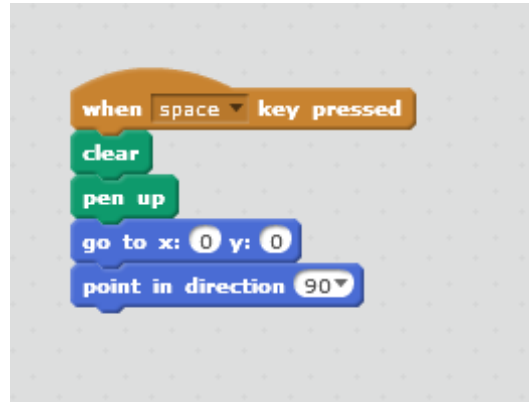 when space key pressed
clear
pen up
go to x: 0 y: 0
point in direction 90